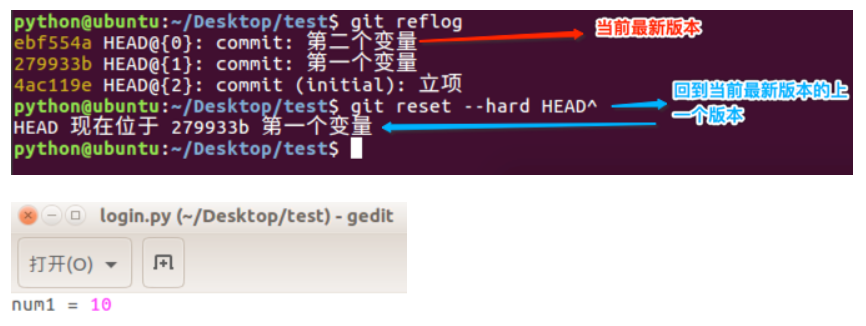 python@ubuntu:~/Desktop/test$ git reflog
ebf554a HEAD@{0}: commit: 第二个变量
当前最新版本
279933b HEAD@{1}: commit: 第一个变量
4ac119e HEAD@{2}: commit (initial): 立项
python@ubuntu:~/Desktop/test$ git reset --hard HEAD^
回到当前最新版本的上
一个版本
HEAD 现在位于 279933b 第一个变量
python@ubuntu:~/Desktop/test$
login.py (~/Desktop/test) - gedit
打开(O)
num1 = 10